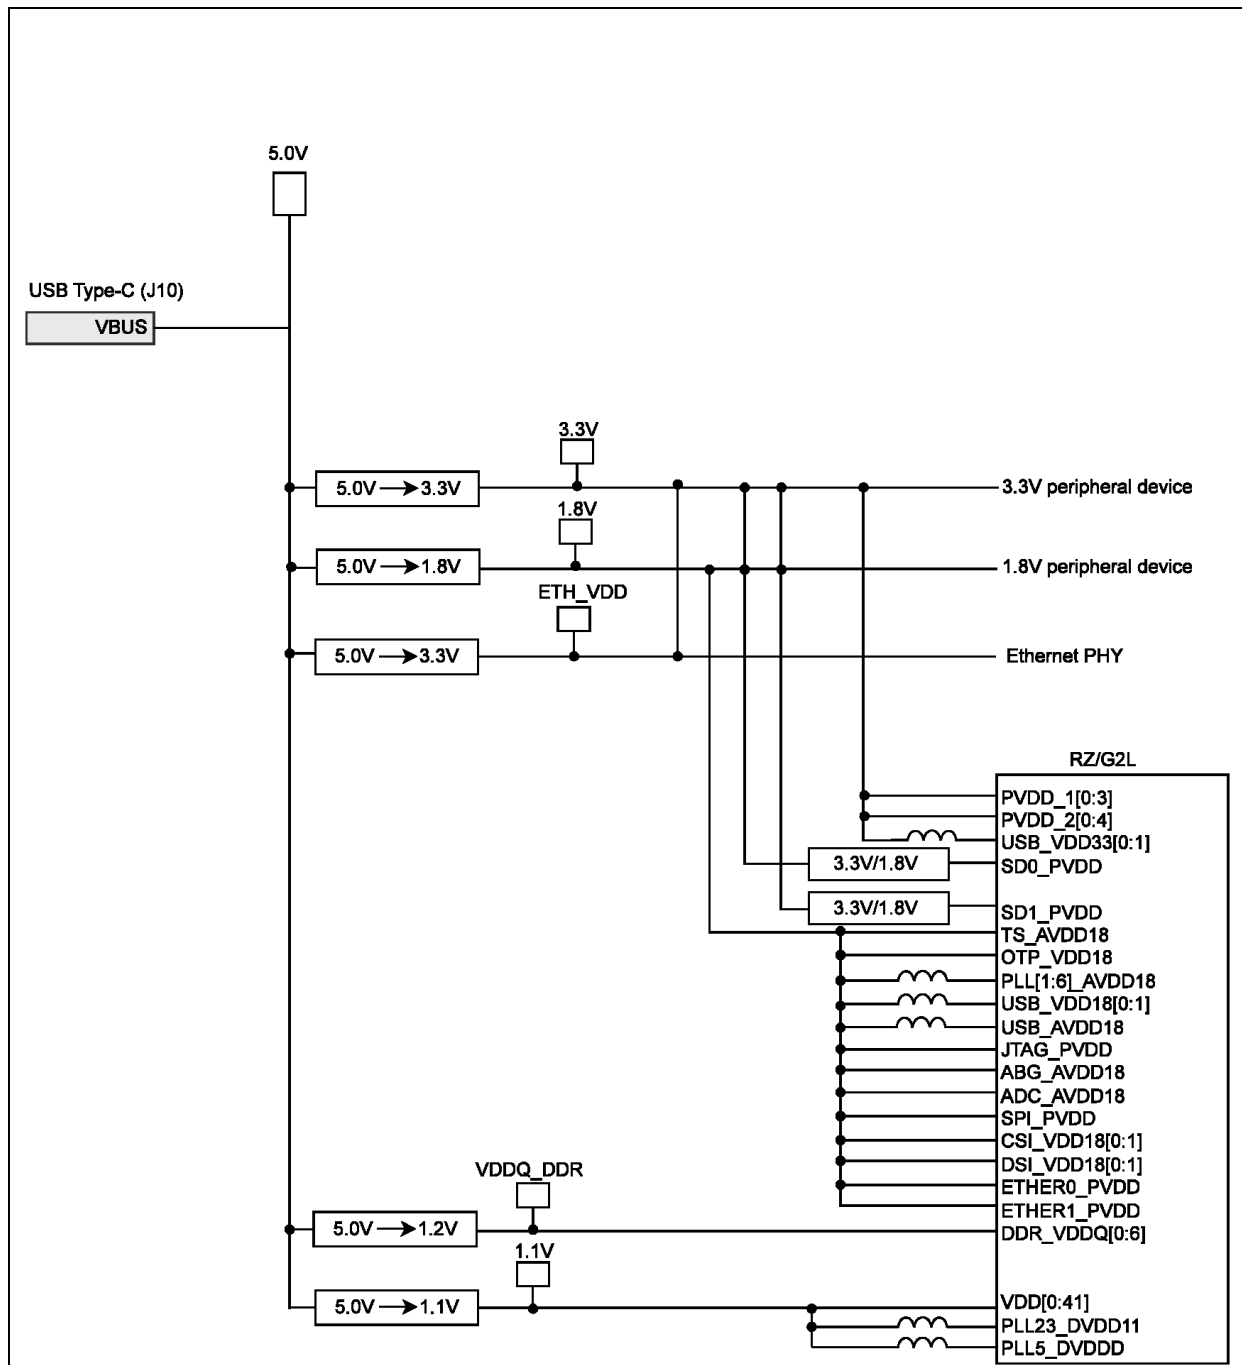 5.0V
USB Type-C (J10)
VBUS
3.3V
5.0V → 3.3V
3.3V peripheral device
1.8V
5.0V → 1.8V
1.8V peripheral device
ETH_VDD
5.0V → 3.3V
Ethernet PHY
RZ/G2L
PVDD_1[0:3]
PVDD_2[0:4]
USB_VDD33[0:1]
3.3V/1.8V
SD0_PVDD
3.3V/1.8V
SD1_PVDD
TS_AVDD18
OTP_VDD18
PLL[1:6]_AVDD18
USB_VDD18[0:1]
USB_AVDD18
JTAG_PVDD
ABG_AVDD18
ADC_AVDD18
SPI_PVDD
CSI_VDD18[0:1]
DSI_VDD18[0:1]
ETHER0_PVDD
ETHER1_PVDD
VDDQ_DDR
5.0V → 1.2V
DDR_VDDQ[0:6]
1.1V
5.0V → 1.1V
VDD[0:41]
PLL23_DVDD11
PLL5_DVDDD